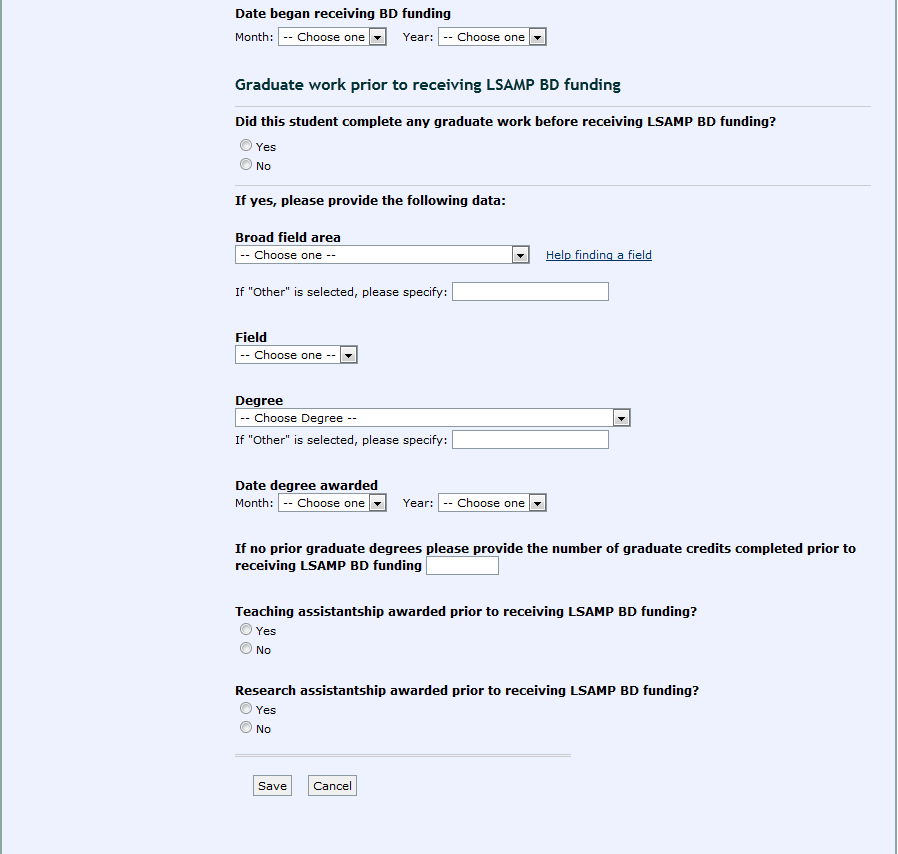 Date began receiving BD funding
Month: -- Choose one Year: -- Choose one
Graduate work prior to receiving LSAMP BD funding
Did this student complete any graduate work before receiving LSAMP BD funding?
Yes
No
If yes, please provide the following data:
Broad field area
-- Choose one -- Help finding a field
If "Other" is selected, please specify:
Field
-- Choose one --
Degree
-- Choose Degree --
If "Other" is selected, please specify:
Date degree awarded
Month: -- Choose one Year: -- Choose one
If no prior graduate degrees please provide the number of graduate credits completed prior to
receiving LSAMP BD funding
Teaching assistantship awarded prior to receiving LSAMP BD funding?
Yes
No
Research assistantship awarded prior to receiving LSAMP BD funding?
Yes
No
Save Cancel